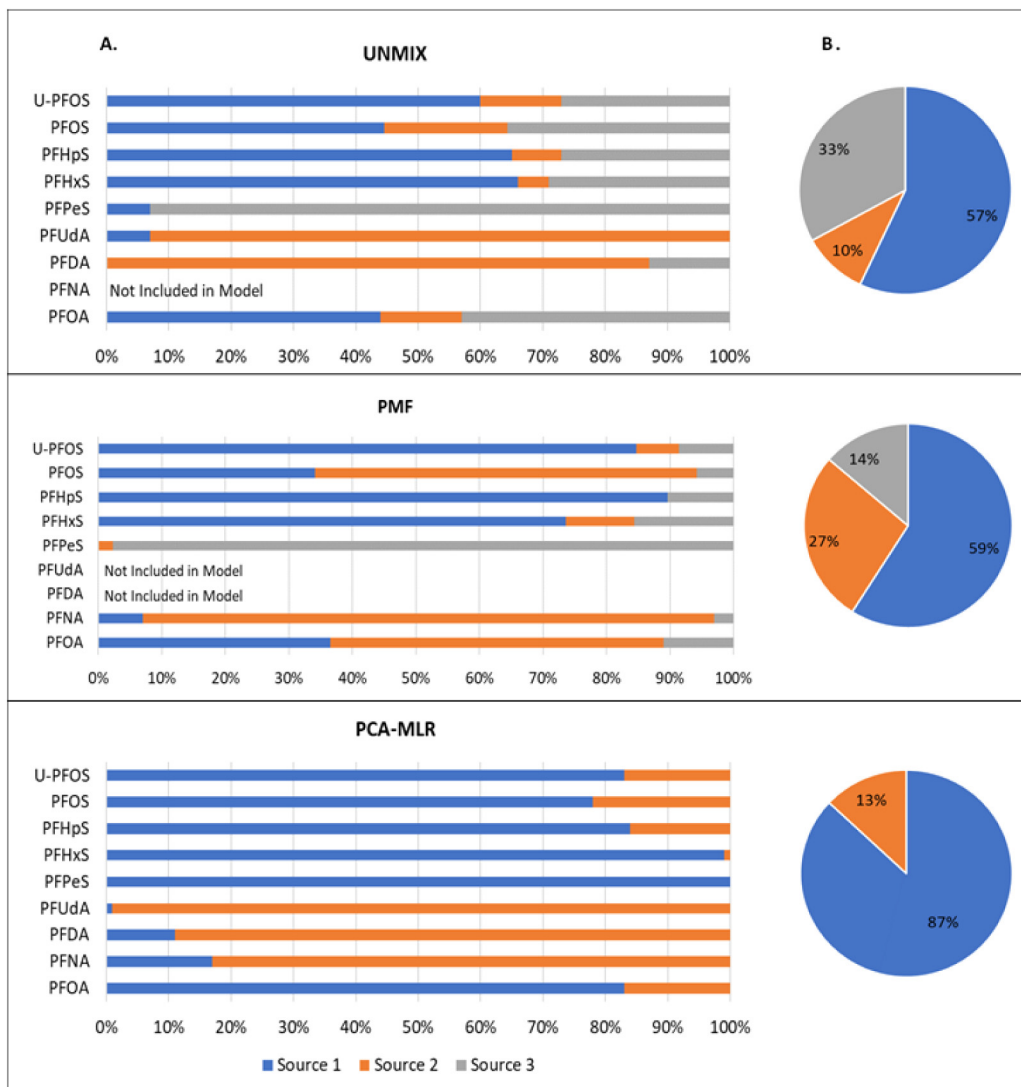 A.
B.
UNMIX
U-PFOS
PFOS
PFHpS
PFHxS
PFPeS
PFUdA
PFDA
PFNA Not Included in Model
PFOA
0% 10% 20% 30% 40% 50% 60% 70% 80% 90% 100%
33%
57%
10%
PMF
U-PFOS
PFOS
PFHpS
PFHxS
PFPeS
PFUdA Not Included in Model
PFDA Not Included in Model
PFNA
PFOA
0% 10% 20% 30% 40% 50% 60% 70% 80% 90% 100%
14%
27%
59%
PCA-MLR
U-PFOS
PFOS
PFHpS
PFHxS
PFPeS
PFUdA
PFDA
PFNA
PFOA
0% 10% 20% 30% 40% 50% 60% 70% 80% 90% 100%
13%
87%
Source 1 Source 2 Source 3